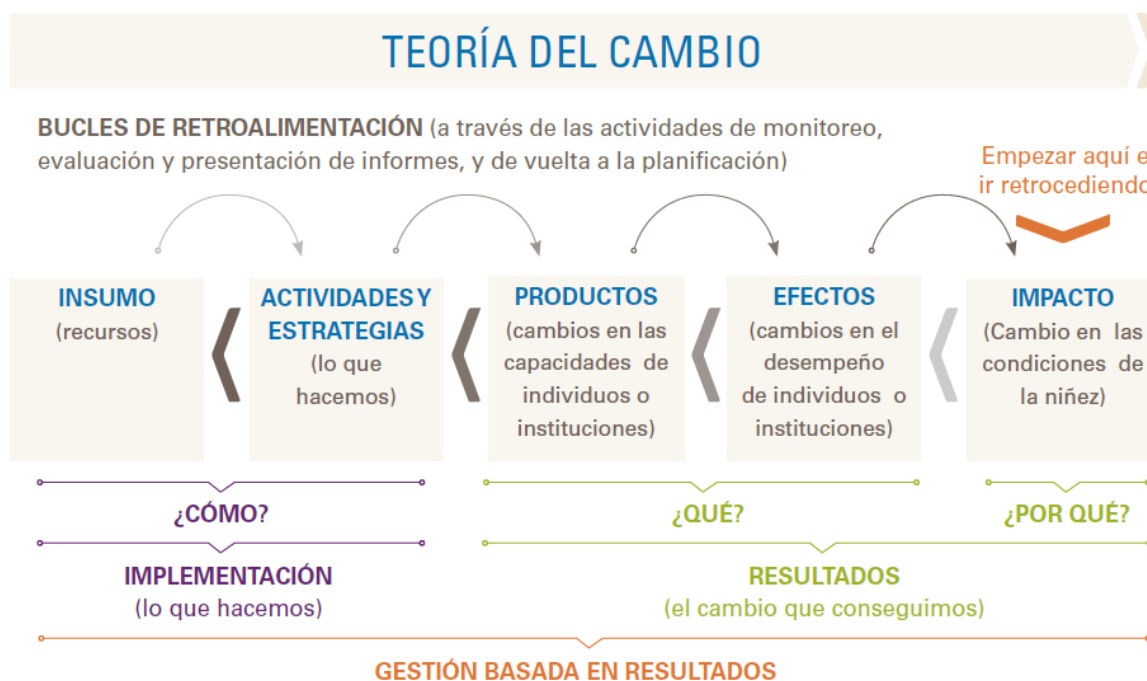 TEORÍA DEL CAMBIO
BUCLES DE RETROALIMENTACIÓN (a través de las actividades de monitoreo,
evaluación y presentación de informes, y de vuelta a la planificación)
Empezar aquí e
ir retrocediendo
INSUMO
(recursos)
ACTIVIDADES Y
ESTRATEGIAS
(lo que
hacemos)
PRODUCTOS
(cambios en las
capacidades de
individuos o
instituciones)
EFECTOS
(cambios en el
desempeño
de individuos o
instituciones)
IMPACTO
(Cambio en las
condiciones de
la niñez)
¿CÓMO?
¿QUÉ?
¿POR QUÉ?
IMPLEMENTACIÓN
(lo que hacemos)
RESULTADOS
(el cambio que conseguimos)
GESTIÓN BASADA EN RESULTADOS